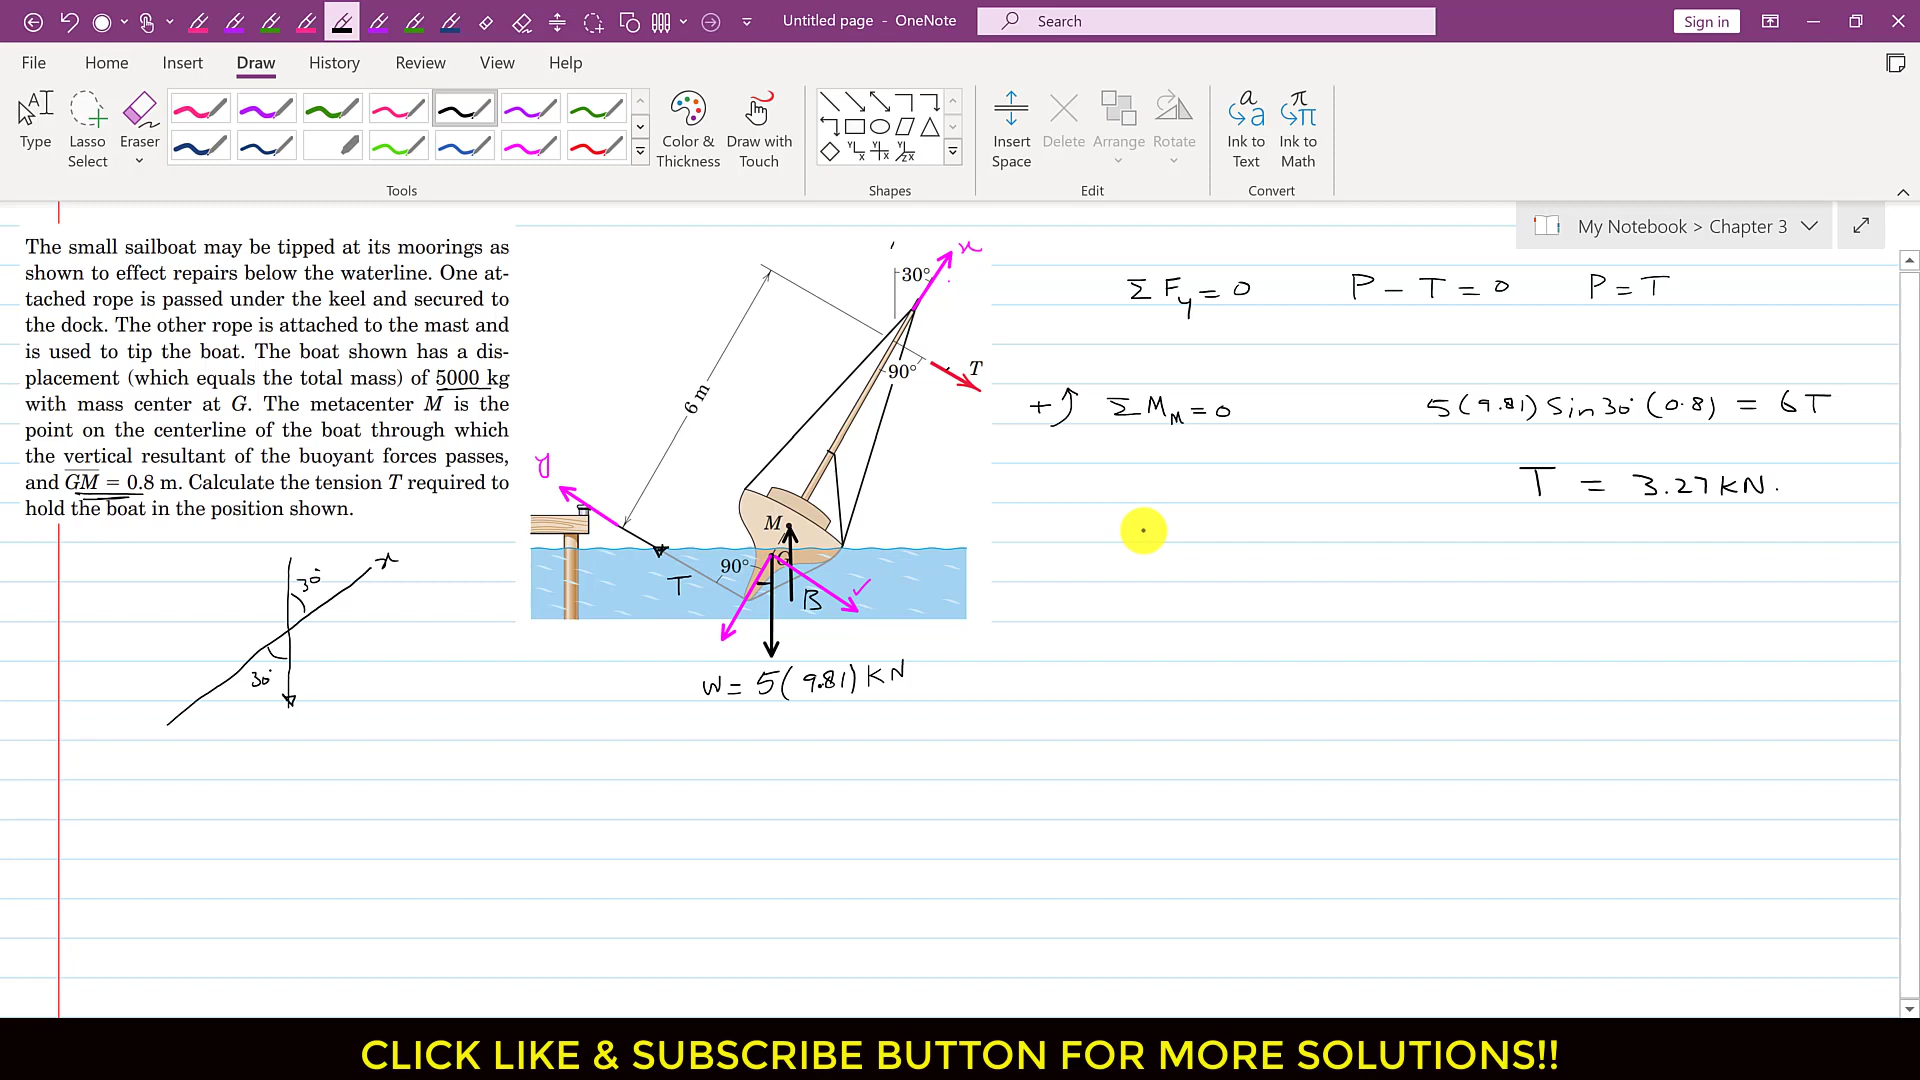 Untitled page - OneNote
Search
Sign in
File Home Insert Draw History Review View Help
Type
Lasso Select
Eraser
Color & Thickness
Draw with Touch
Insert Space
Delete
Arrange
Rotate
Ink to Text
Ink to Math
Tools
Shapes
Edit
Convert
My Notebook > Chapter 3
The small sailboat may be tipped at its moorings as
shown to effect repairs below the waterline. One at-
tached rope is passed under the keel and secured to
the dock. The other rope is attached to the mast and
is used to tip the boat. The boat shown has a dis-
placement (which equals the total mass) of 5000 kg
with mass center at G. The metacenter M is the
point on the centerline of the boat through which
the vertical resultant of the buoyant forces passes,
and GM = 0.8 m. Calculate the tension T required to
hold the boat in the position shown.
30°
x
30°
x
30°
90°
T
6 m
y
M
G
90°
T
B
W = 5(9.81) KN
ΣFy = 0 P - T = 0 P = T
+ ΣMM = 0 5(9.81) Sin30° (0.8) = 6T
T = 3.27 KN.
CLICK LIKE & SUBSCRIBE BUTTON FOR MORE SOLUTIONS!!